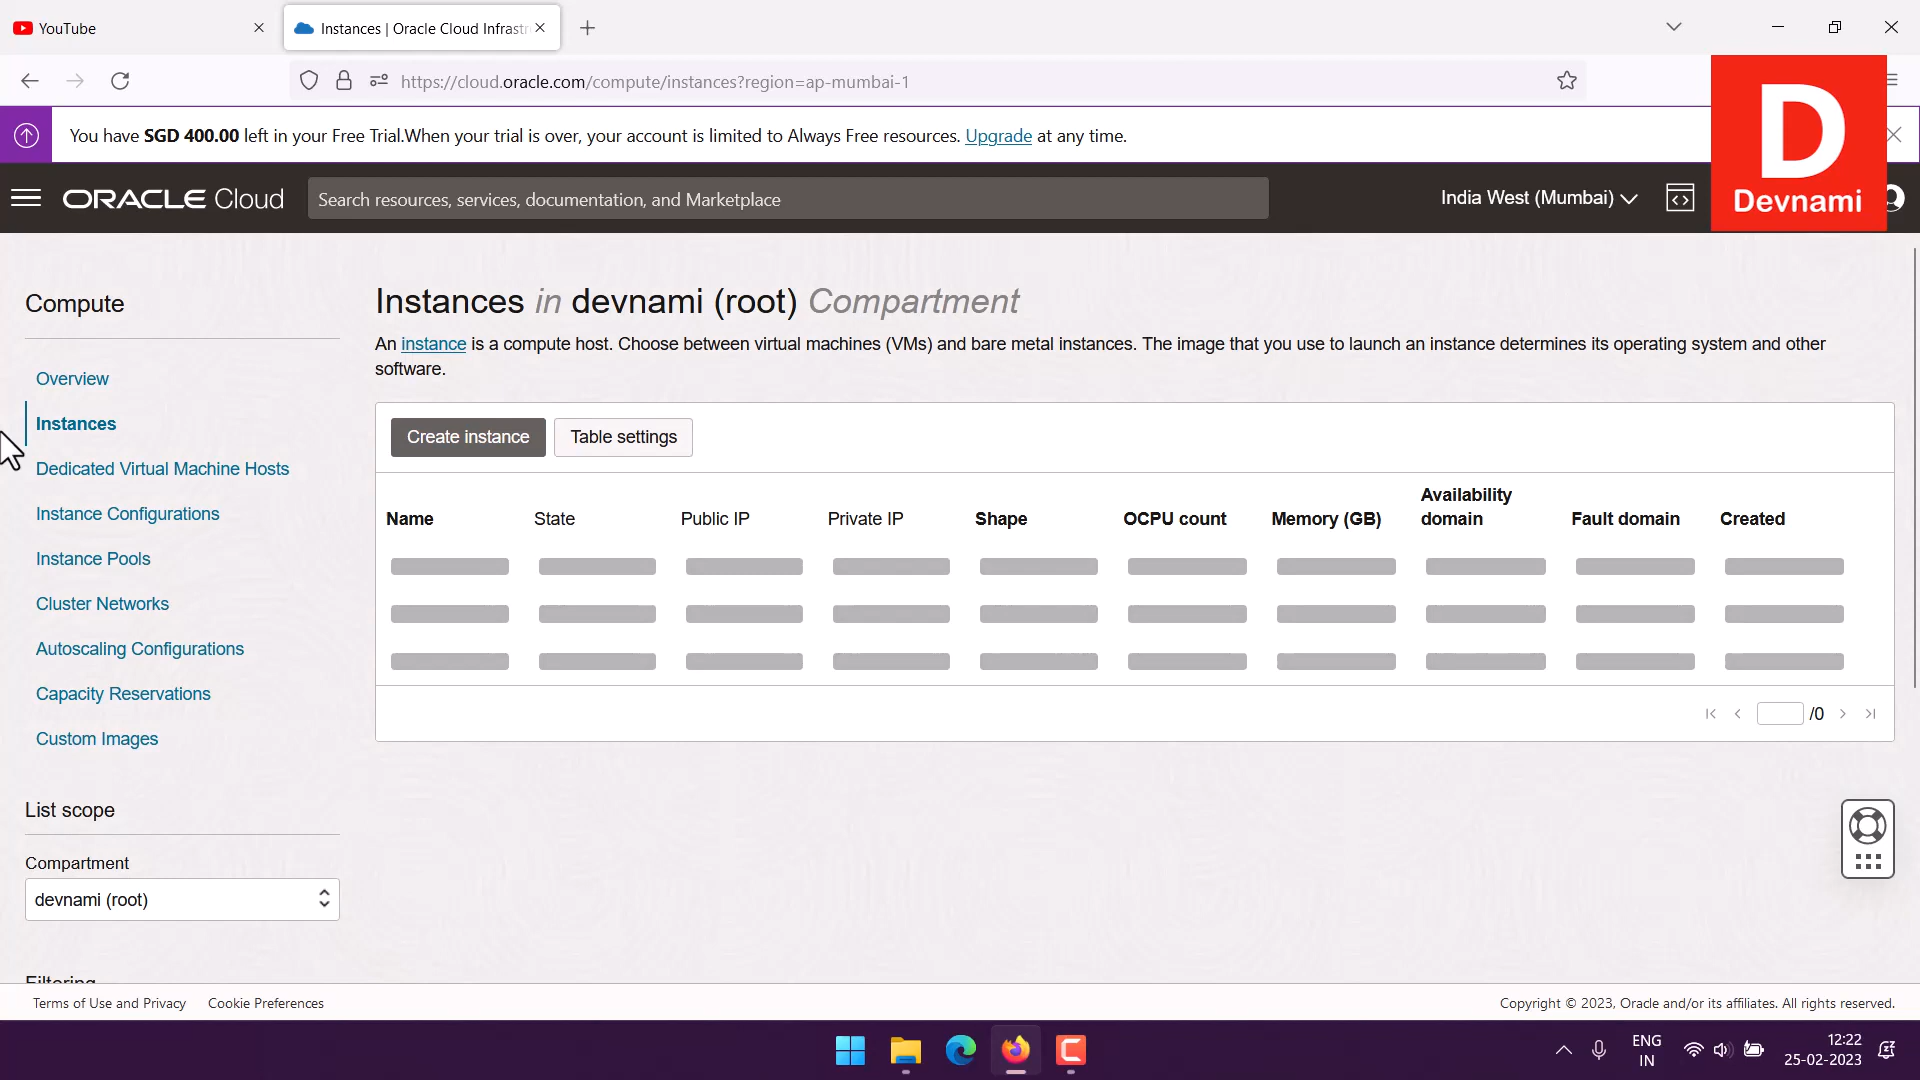 YouTube
Instances | Oracle Cloud Infrastr
https://cloud.oracle.com/compute/instances?region=ap-mumbai-1
You have SGD 400.00 left in your Free Trial.When your trial is over, your account is limited to Always Free resources. Upgrade at any time.
D
Devnami
ORACLE Cloud
Search resources, services, documentation, and Marketplace
India West (Mumbai)
Compute
Overview
Instances
Dedicated Virtual Machine Hosts
Instance Configurations
Instance Pools
Cluster Networks
Autoscaling Configurations
Capacity Reservations
Custom Images
List scope
Compartment
devnami (root)
Filtering
Instances in devnami (root) Compartment
An instance is a compute host. Choose between virtual machines (VMs) and bare metal instances. The image that you use to launch an instance determines its operating system and other
software.
Create instance
Table settings
Name State Public IP Private IP Shape OCPU count Memory (GB) Availability domain Fault domain Created
/0
Terms of Use and Privacy Cookie Preferences
Copyright © 2023, Oracle and/or its affiliates. All rights reserved.
ENG
IN
12:22
25-02-2023